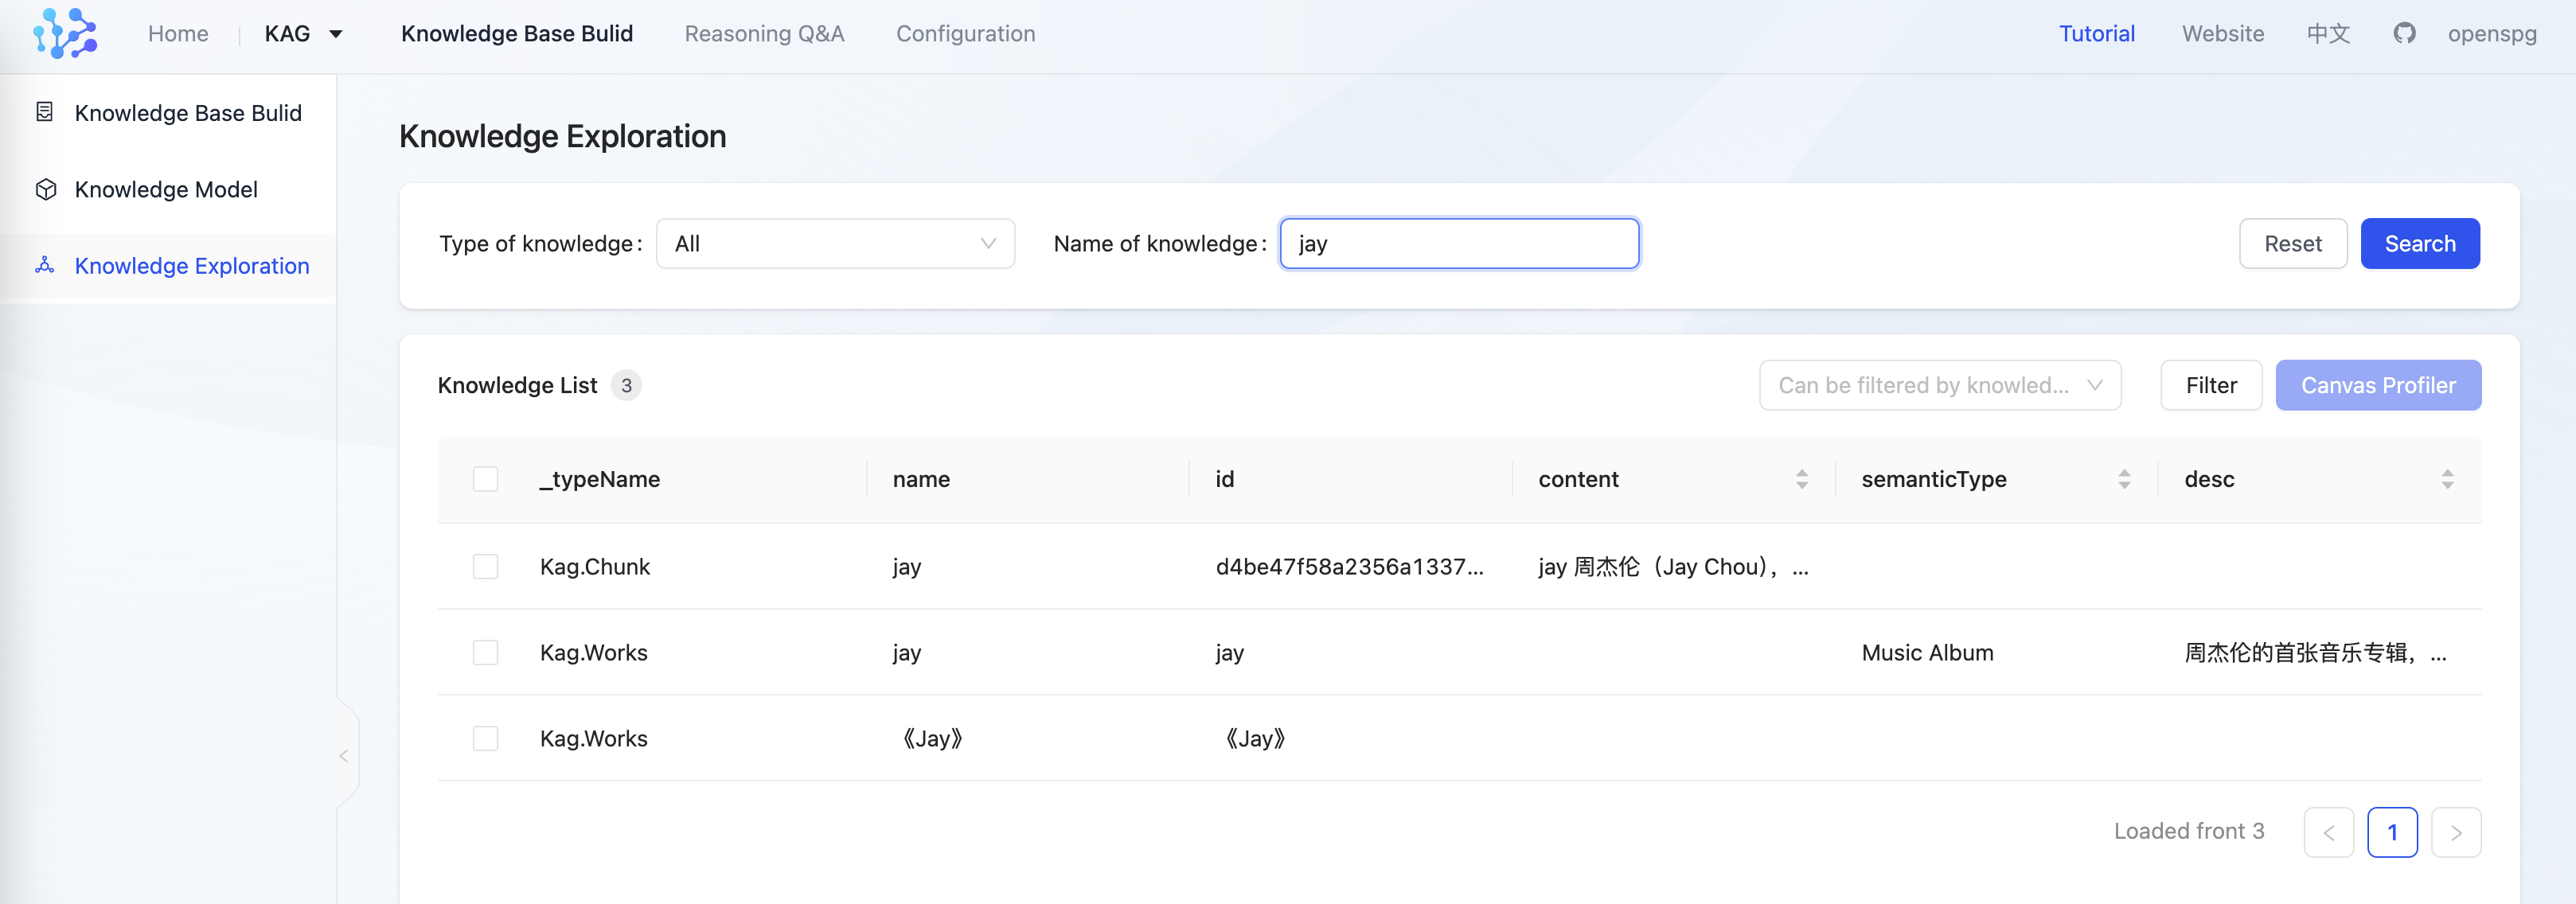 Home KAG Knowledge Base Bulid Reasoning Q&A Configuration Tutorial Website 中文 openspg
Knowledge Base Bulid
Knowledge Model
Knowledge Exploration
Knowledge Exploration
Type of knowledge: All Name of knowledge: jay Reset Search
Knowledge List 3 Can be filtered by knowled... Filter Canvas Profiler
_typeName name id content semanticType desc
Kag.Chunk jay d4be47f58a2356a1337... jay 周杰伦（Jay Chou），...
Kag.Works jay jay Music Album 周杰伦的首张音乐专辑，...
Kag.Works 《Jay》 《Jay》
Loaded front 3 < 1 >